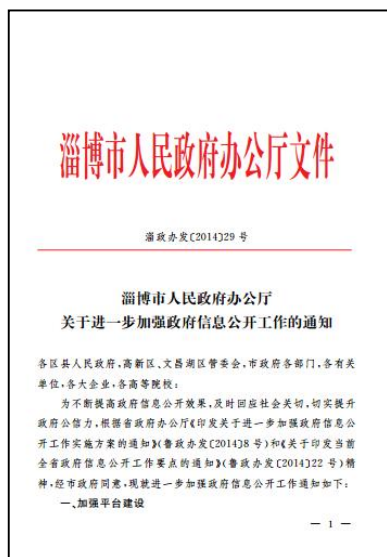 淄博市人民政府办公厅文件
淄政办发〔2014〕29 号
淄博市人民政府办公厅
关于进一步加强政府信息公开工作的通知
各区县人民政府,高新区、文昌湖区管委会,市政府各部门,各有关
单位,各大企业,各高等院校:
为不断提高政府信息公开效果,及时回应社会关切,切实提升
政府公信力,根据省政府办公厅《印发关于进一步加强政府信息公
开工作实施方案的通知》(鲁政办发〔2014〕8 号)和《关于印发当前
全省政府信息公开工作要点的通知》(鲁政办发〔2014〕22 号)精
神,经市政府同意,现就进一步加强政府信息公开工作通知如下:
一、加强平台建设
— 1 —